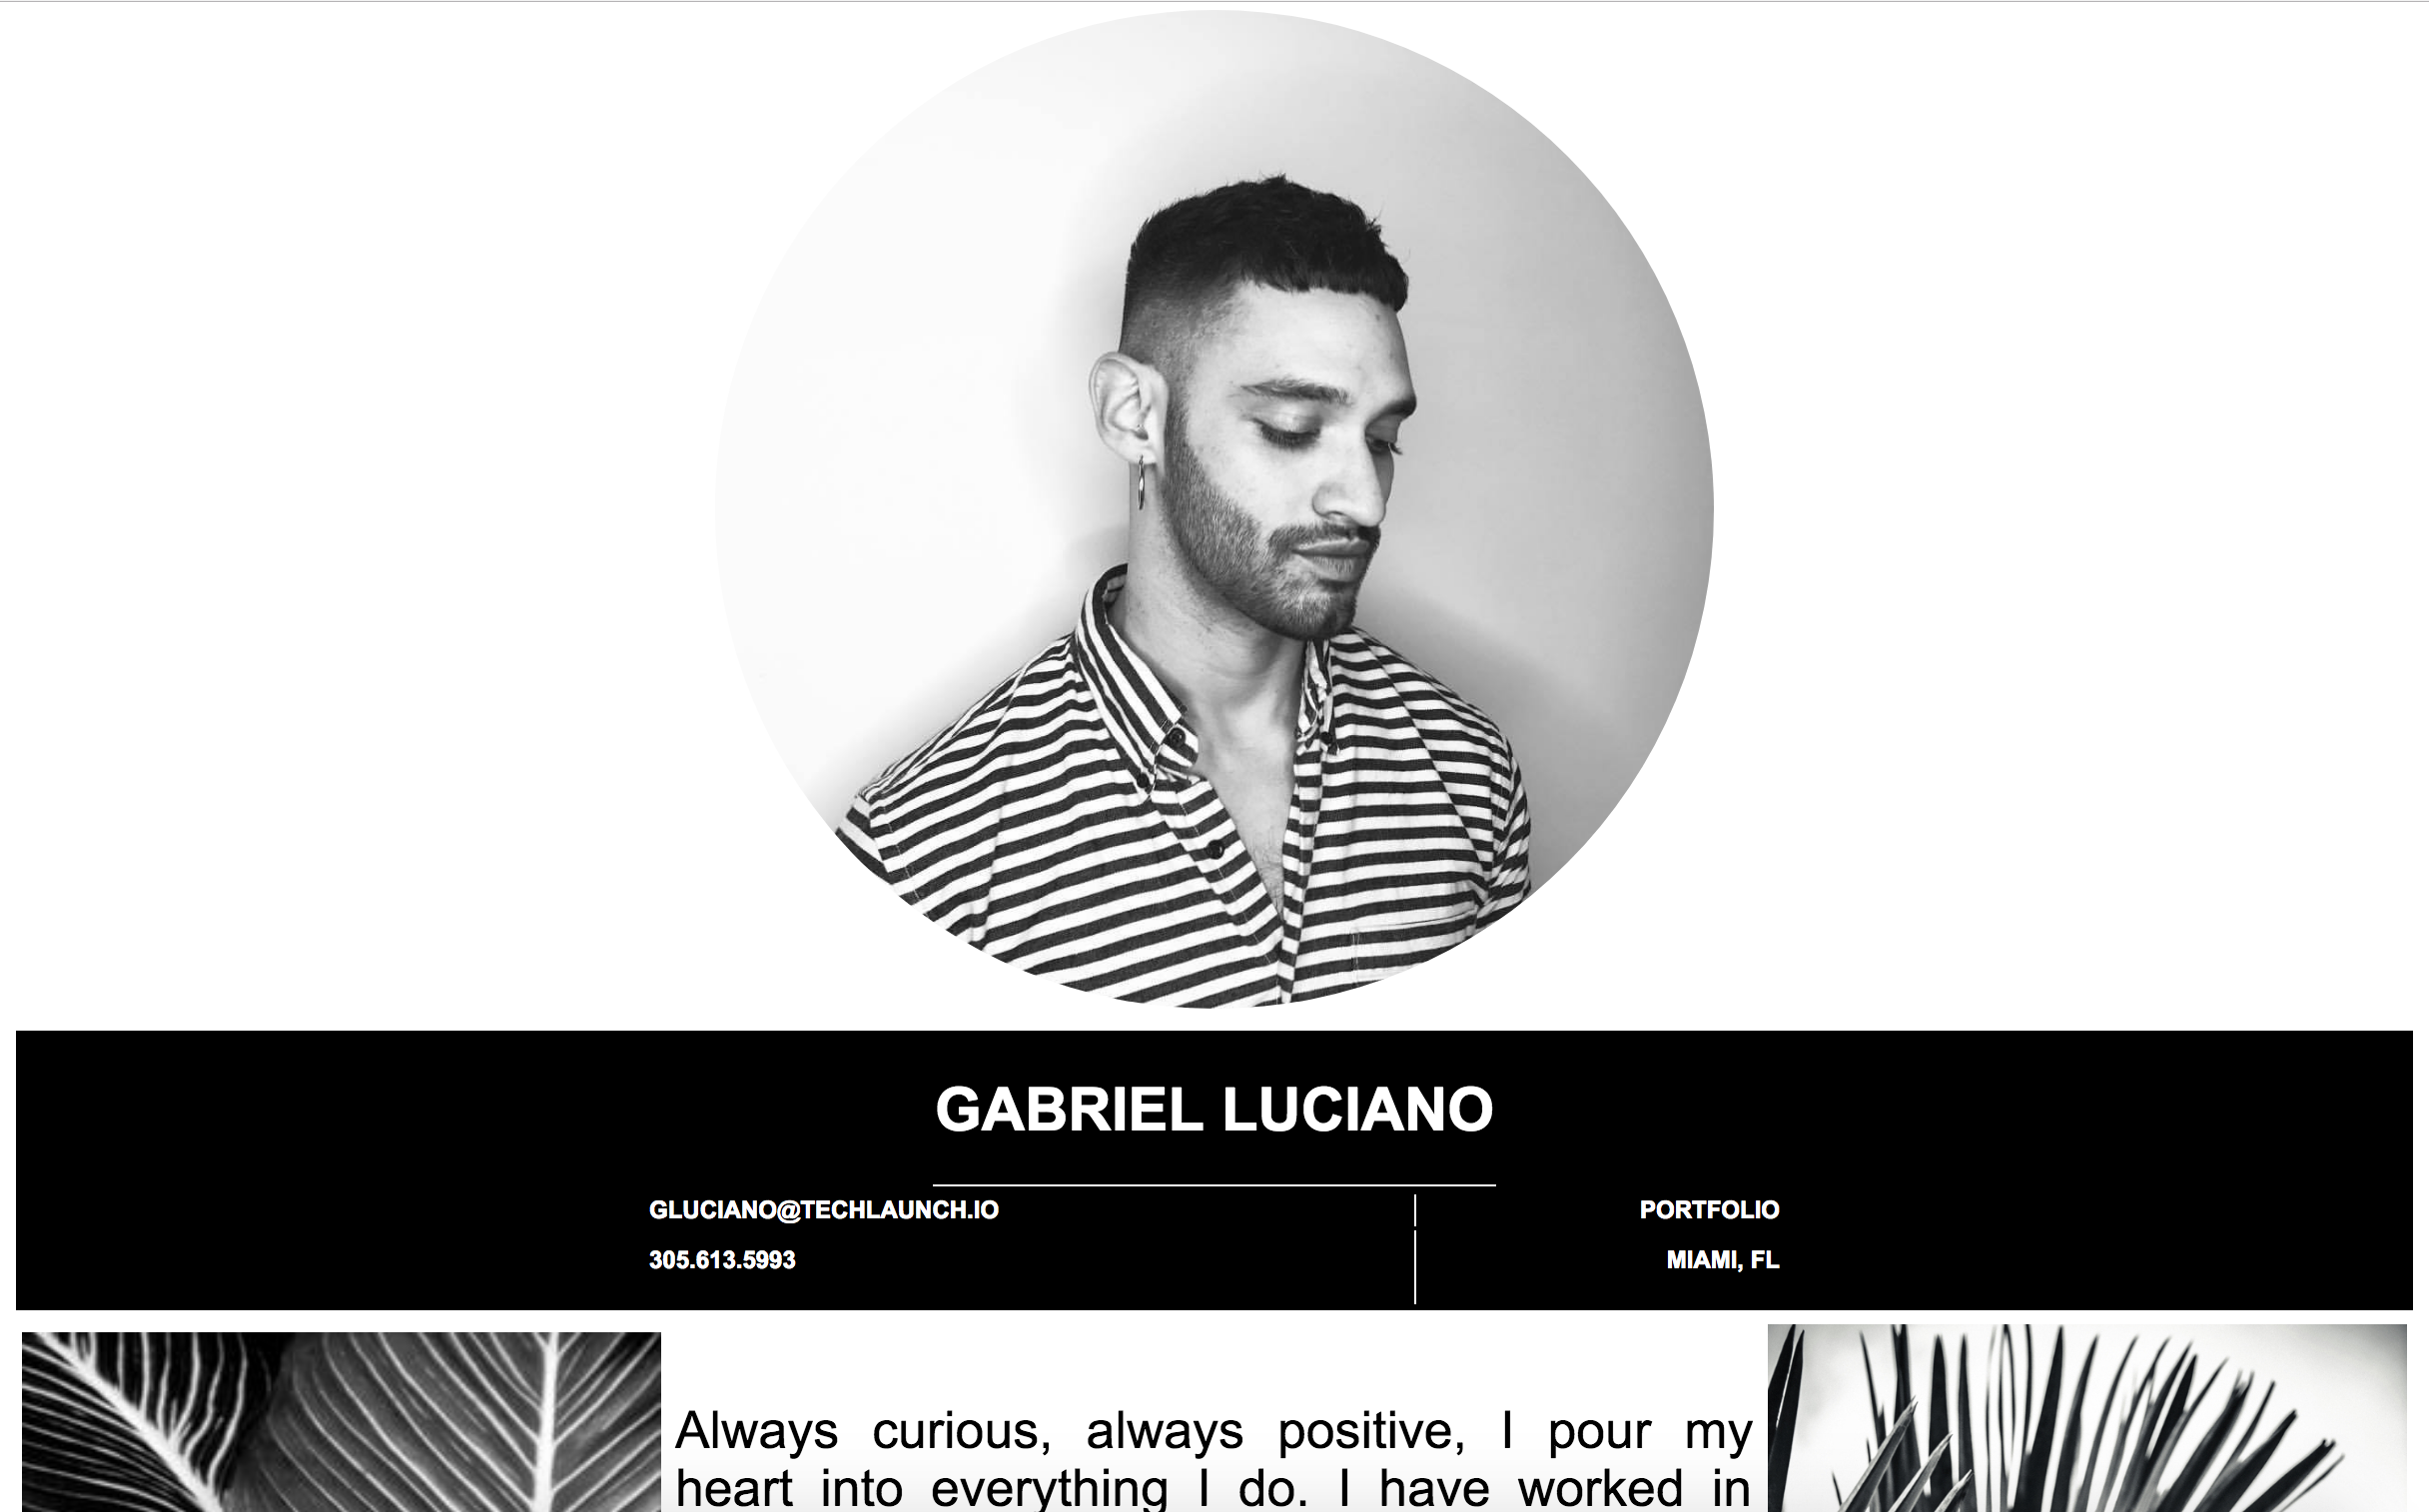 GABRIEL LUCIANO
GLUCIANO@TECHLAUNCH.IO
PORTFOLIO
305.613.5993
MIAMI, FL
Always curious, always positive, I pour my
heart into everything I do. I have worked in